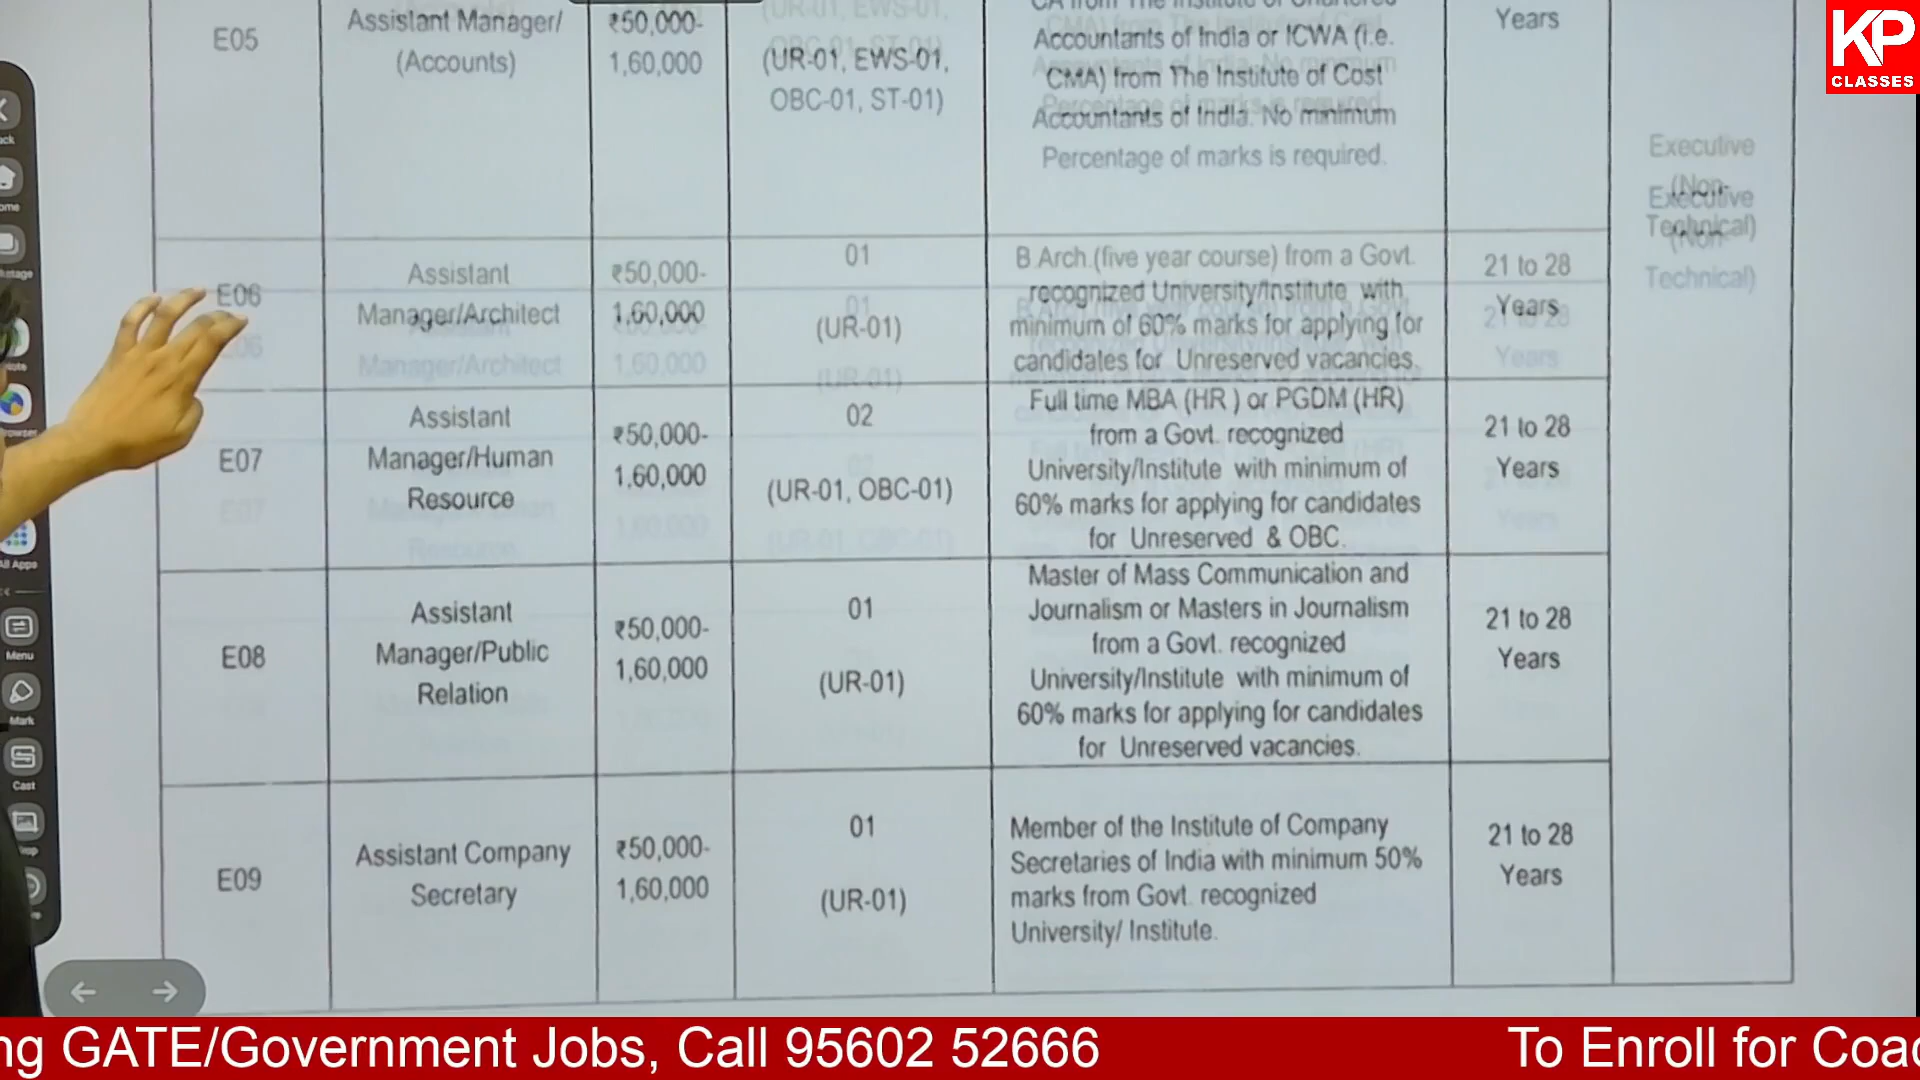 E05
Assistant Manager/
(Accounts)
₹50,000-
1,60,000
(UR-01, EWS-01,
OBC-01, ST-01)
Accountants of India or ICWA (i.e.
CMA) from The Institute of Cost
Accountants of India. No minimum
Percentage of marks is required.
Years
Executive
(Non-
Technical)
E06
Assistant
Manager/Architect
₹50,000-
1,60,000
01
(UR-01)
B.Arch.(five year course) from a Govt.
recognized University/Institute with
minimum of 60% marks for applying for
candidates for Unreserved vacancies.
21 to 28
Years
E07
Assistant
Manager/Human
Resource
₹50,000-
1,60,000
02
(UR-01, OBC-01)
Full time MBA (HR ) or PGDM (HR)
from a Govt. recognized
University/Institute with minimum of
60% marks for applying for candidates
for Unreserved & OBC.
21 to 28
Years
E08
Assistant
Manager/Public
Relation
₹50,000-
1,60,000
01
(UR-01)
Master of Mass Communication and
Journalism or Masters in Journalism
from a Govt. recognized
University/Institute with minimum of
60% marks for applying for candidates
for Unreserved vacancies.
21 to 28
Years
E09
Assistant Company
Secretary
₹50,000-
1,60,000
01
(UR-01)
Member of the Institute of Company
Secretaries of India with minimum 50%
marks from Govt. recognized
University/ Institute.
21 to 28
Years
All Apps
Menu
Mark
Cast
KP
CLASSES
GATE/Government Jobs, Call 95602 52666
To Enroll for